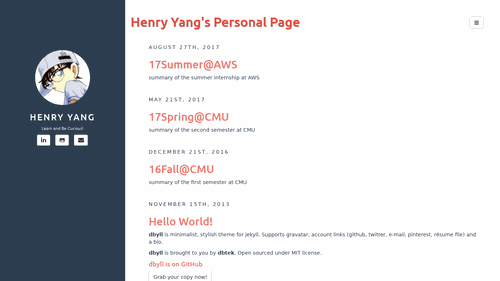 HENRY YANG
Learn and Be Curious!
Henry Yang's Personal Page
AUGUST 27TH, 2017
17Summer@AWS
summary of the summer internship at AWS
MAY 21ST, 2017
17Spring@CMU
summary of the second semester at CMU
DECEMBER 21ST, 2016
16Fall@CMU
summary of the first semester at CMU
NOVEMBER 15TH, 2013
Hello World!
dbyll is minimalist, stylish theme for jekyll. Supports gravatar, account links (github, twitter, e-mail, pinterest, résume file) and
a bio.
dbyll is brought to you by dbtek. Open sourced under MIT license.
dbyll is on GitHub
Grab your copy now!